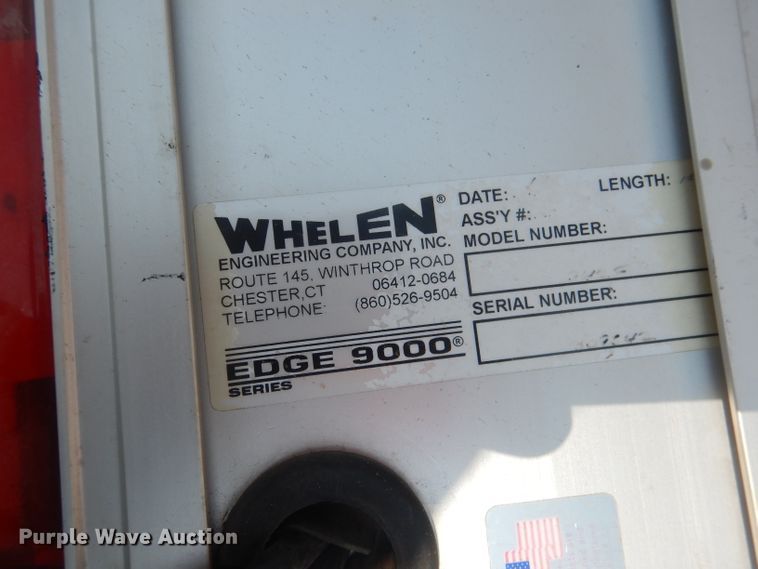 WHELEN®
ENGINEERING COMPANY, INC.
ROUTE 145, WINTHROP ROAD
CHESTER,CT 06412-0684
TELEPHONE: (860)526-9504
EDGE 9000®
SERIES
DATE: LENGTH:
ASS'Y #:
MODEL NUMBER:
SERIAL NUMBER:
Purple Wave Auction